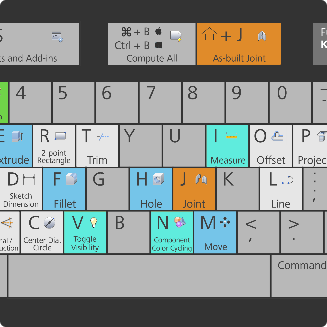 S
ts and Add-ins
⌘ + B
Ctrl + B
Compute All
⇧ + J
As-built Joint
4
5
6
7
8
9
0
E
R
2-point
Rectangle
T
Trim
Y
U
I
Measure
O
Offset
P
D
Sketch
Dimension
F
Fillet
G
H
Hole
J
Joint
K
L
Line
:
;
C
Center Dia.
Circle
V
Toggle
Visibility
B
N
Component
Color Cycling
M
Move
<
,
>
.
Command